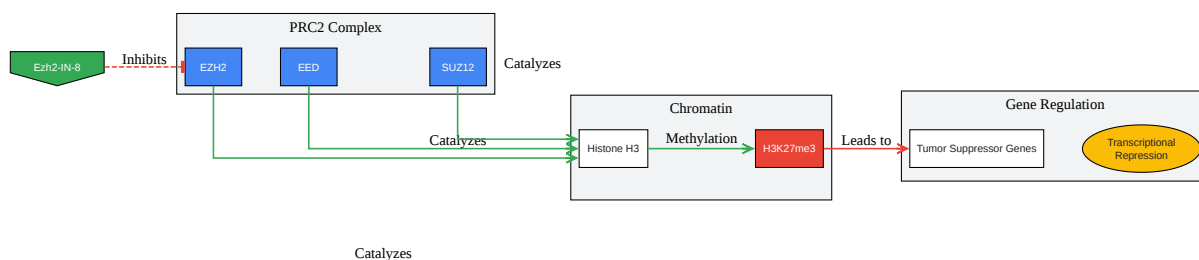 PRC2 Complex
Inhibits
Ezh2-IN-8
EZH2
EED
SUZ12
Catalyzes
Chromatin
Gene Regulation
Catalyzes
Histone H3
Methylation
H3K27me3
Leads to
Tumor Suppressor Genes
Transcriptional
Repression
Catalyzes